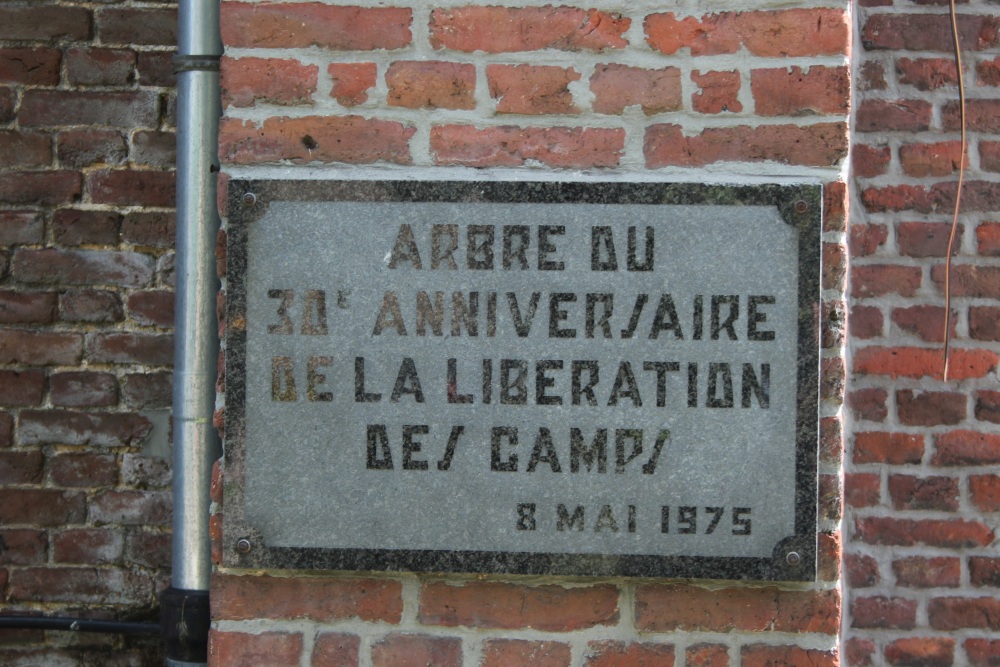 ARBRE DU
30e ANNIVERSAIRE
DE LA LIBERATION
DES CAMPS
8 MAI 1975